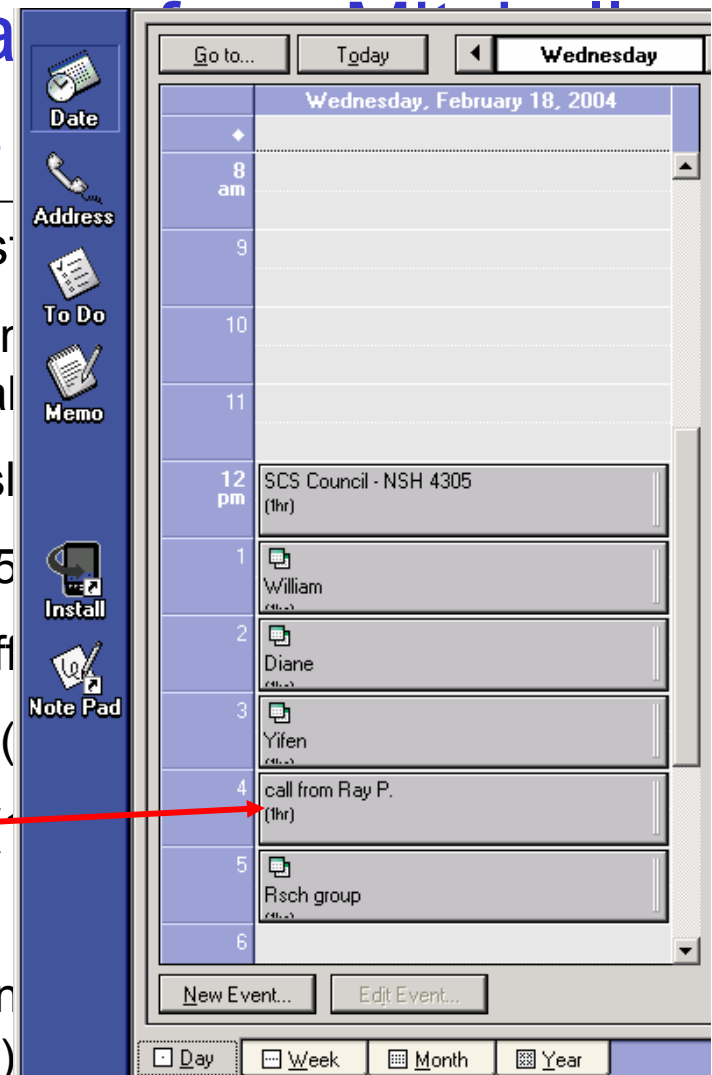 Go to...
Today
Wednesday
Wednesday, February 18, 2004
Date
Address
To Do
Memo
Install
Note Pad
8
am
9
10
11
12
pm
SCS Council - NSH 4305
(1hr)
1
William
2
Diane
3
Yifen
4
call from Ray P.
(1hr)
5
Rsch group
6
New Event...
Edit Event...
Day
Week
Month
Year